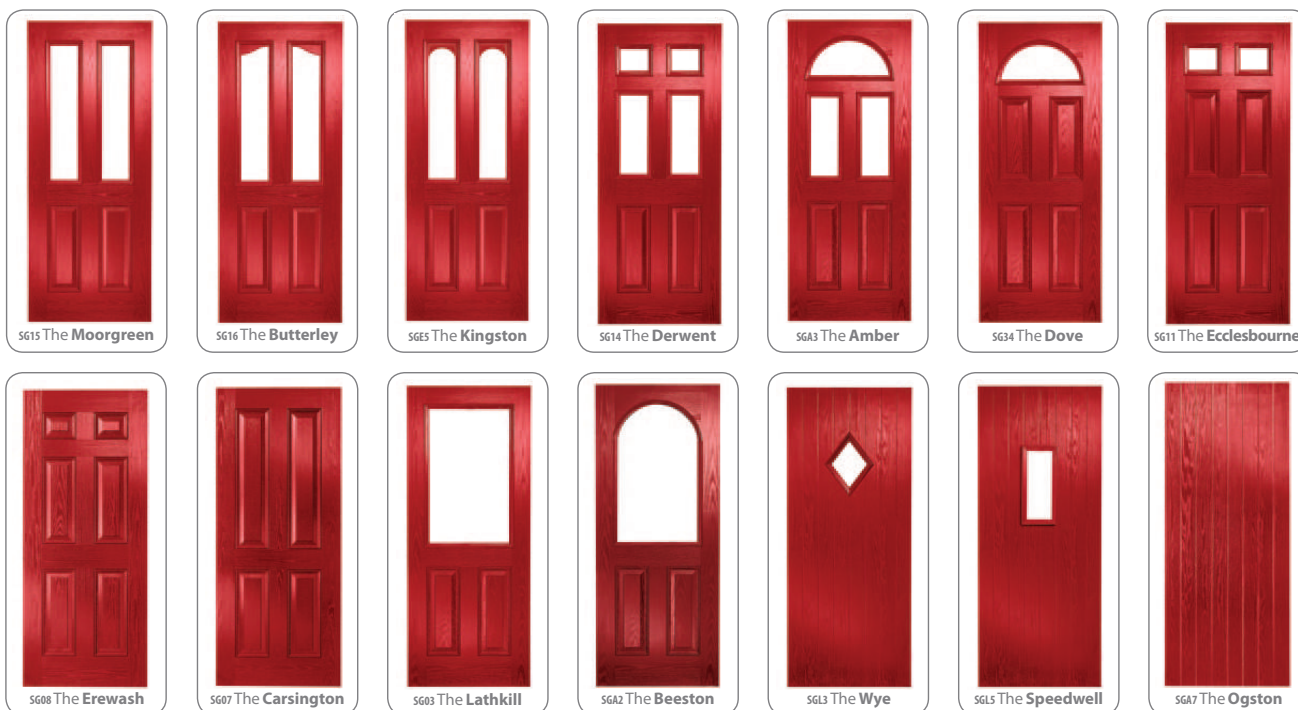 SG15 The Moorgreen
SG16 The Butterley
SGE5 The Kingston
SG14 The Derwent
SGA3 The Amber
SG34 The Dove
SG11 The Ecclesbourne
SG08 The Erewash
SG07 The Carsington
SG03 The Lathkill
SGA2 The Beeston
SGL3 The Wye
SGL5 The Speedwell
SGA7 The Ogston